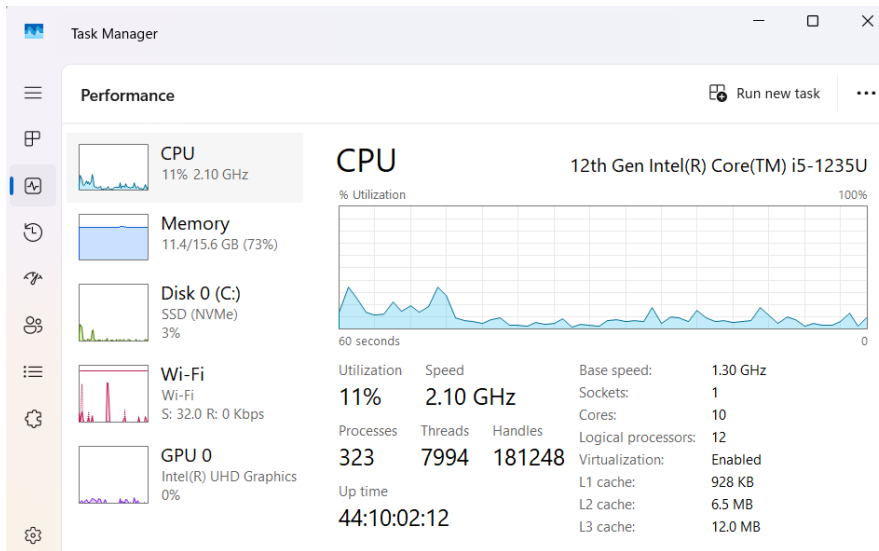 Task Manager
Performance
Run new task
CPU
11% 2.10 GHz
Memory
11.4/15.6 GB (73%)
Disk 0 (C:)
SSD (NVMe)
3%
Wi-Fi
Wi-Fi
S: 32.0 R: 0 Kbps
GPU 0
Intel(R) UHD Graphics
0%
CPU 12th Gen Intel(R) Core(TM) i5-1235U
% Utilization 100%
60 seconds 0
Utilization Speed
11% 2.10 GHz
Processes Threads Handles
323 7994 181248
Up time
44:10:02:12
Base speed: 1.30 GHz
Sockets: 1
Cores: 10
Logical processors: 12
Virtualization: Enabled
L1 cache: 928 KB
L2 cache: 6.5 MB
L3 cache: 12.0 MB